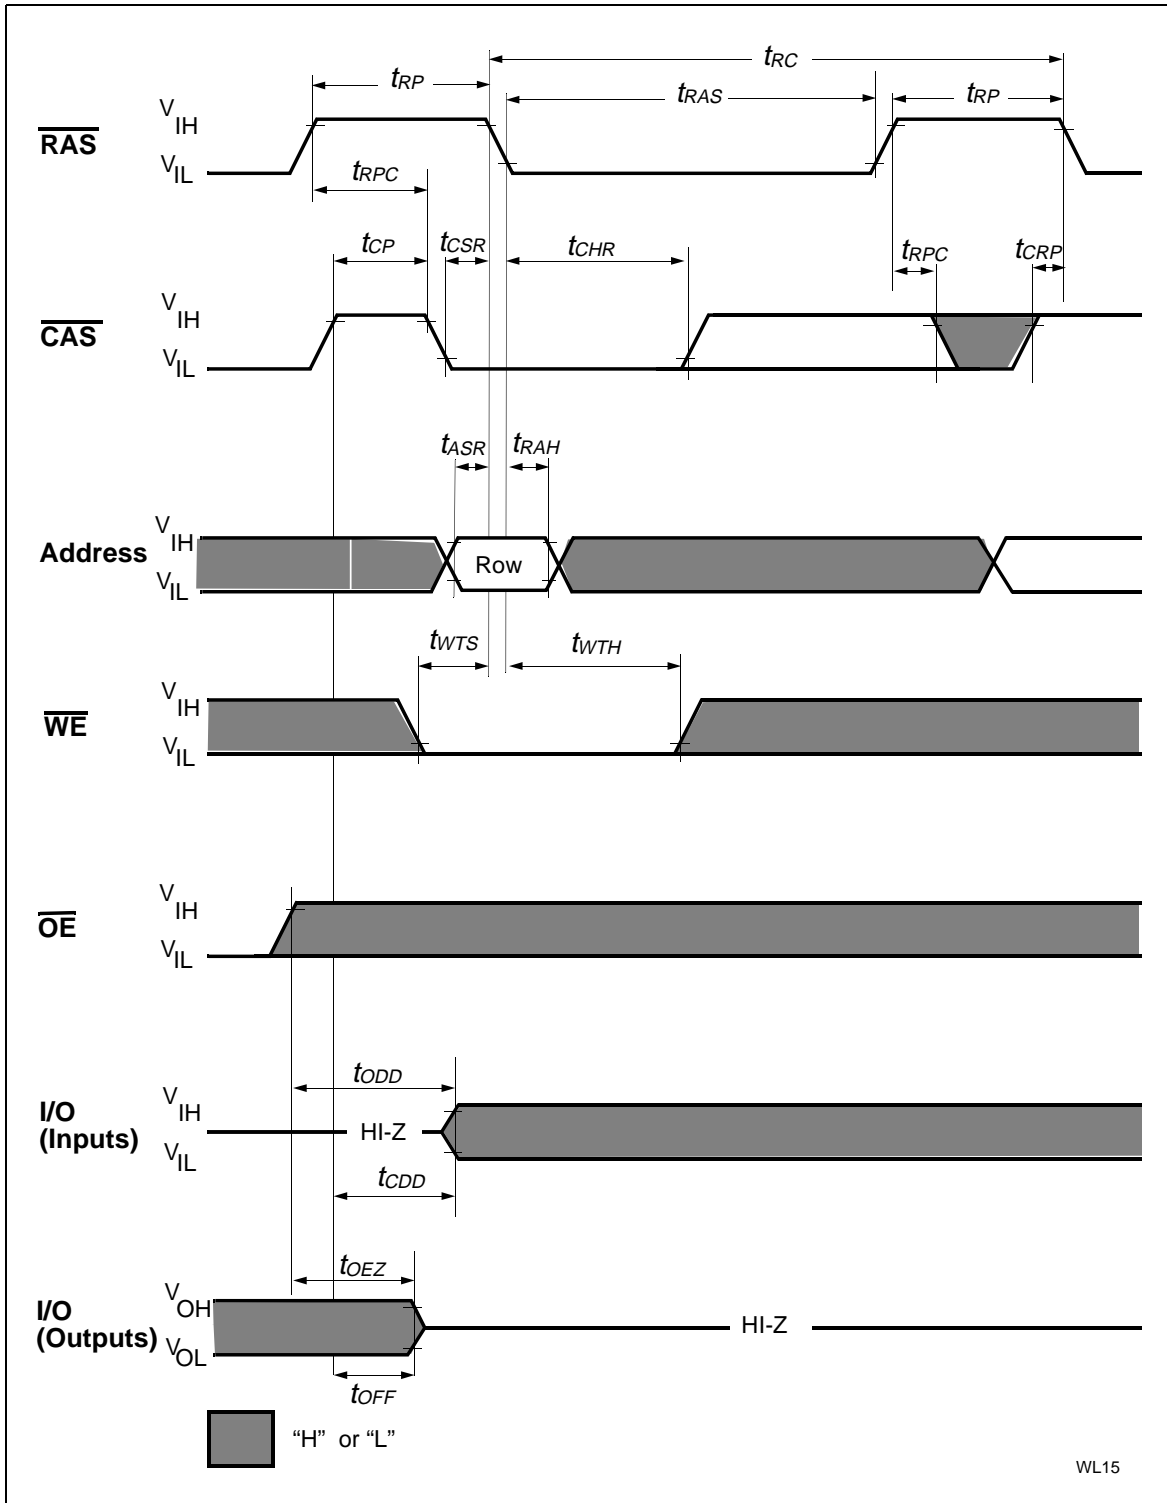 tRC
tRP
tRAS
tRP
RAS
VIH
VIL
tRPC
tCP
tCSR
tCHR
tRPC
tCRP
CAS
VIH
VIL
tASR
tRAH
Address
VIH
VIL
Row
tWTS
tWTH
WE
VIH
VIL
OE
VIH
VIL
tODD
I/O
(Inputs)
VIH
VIL
HI-Z
tCDD
tOEZ
I/O
(Outputs)
VOH
VOL
HI-Z
tOFF
“H” or “L”
WL15